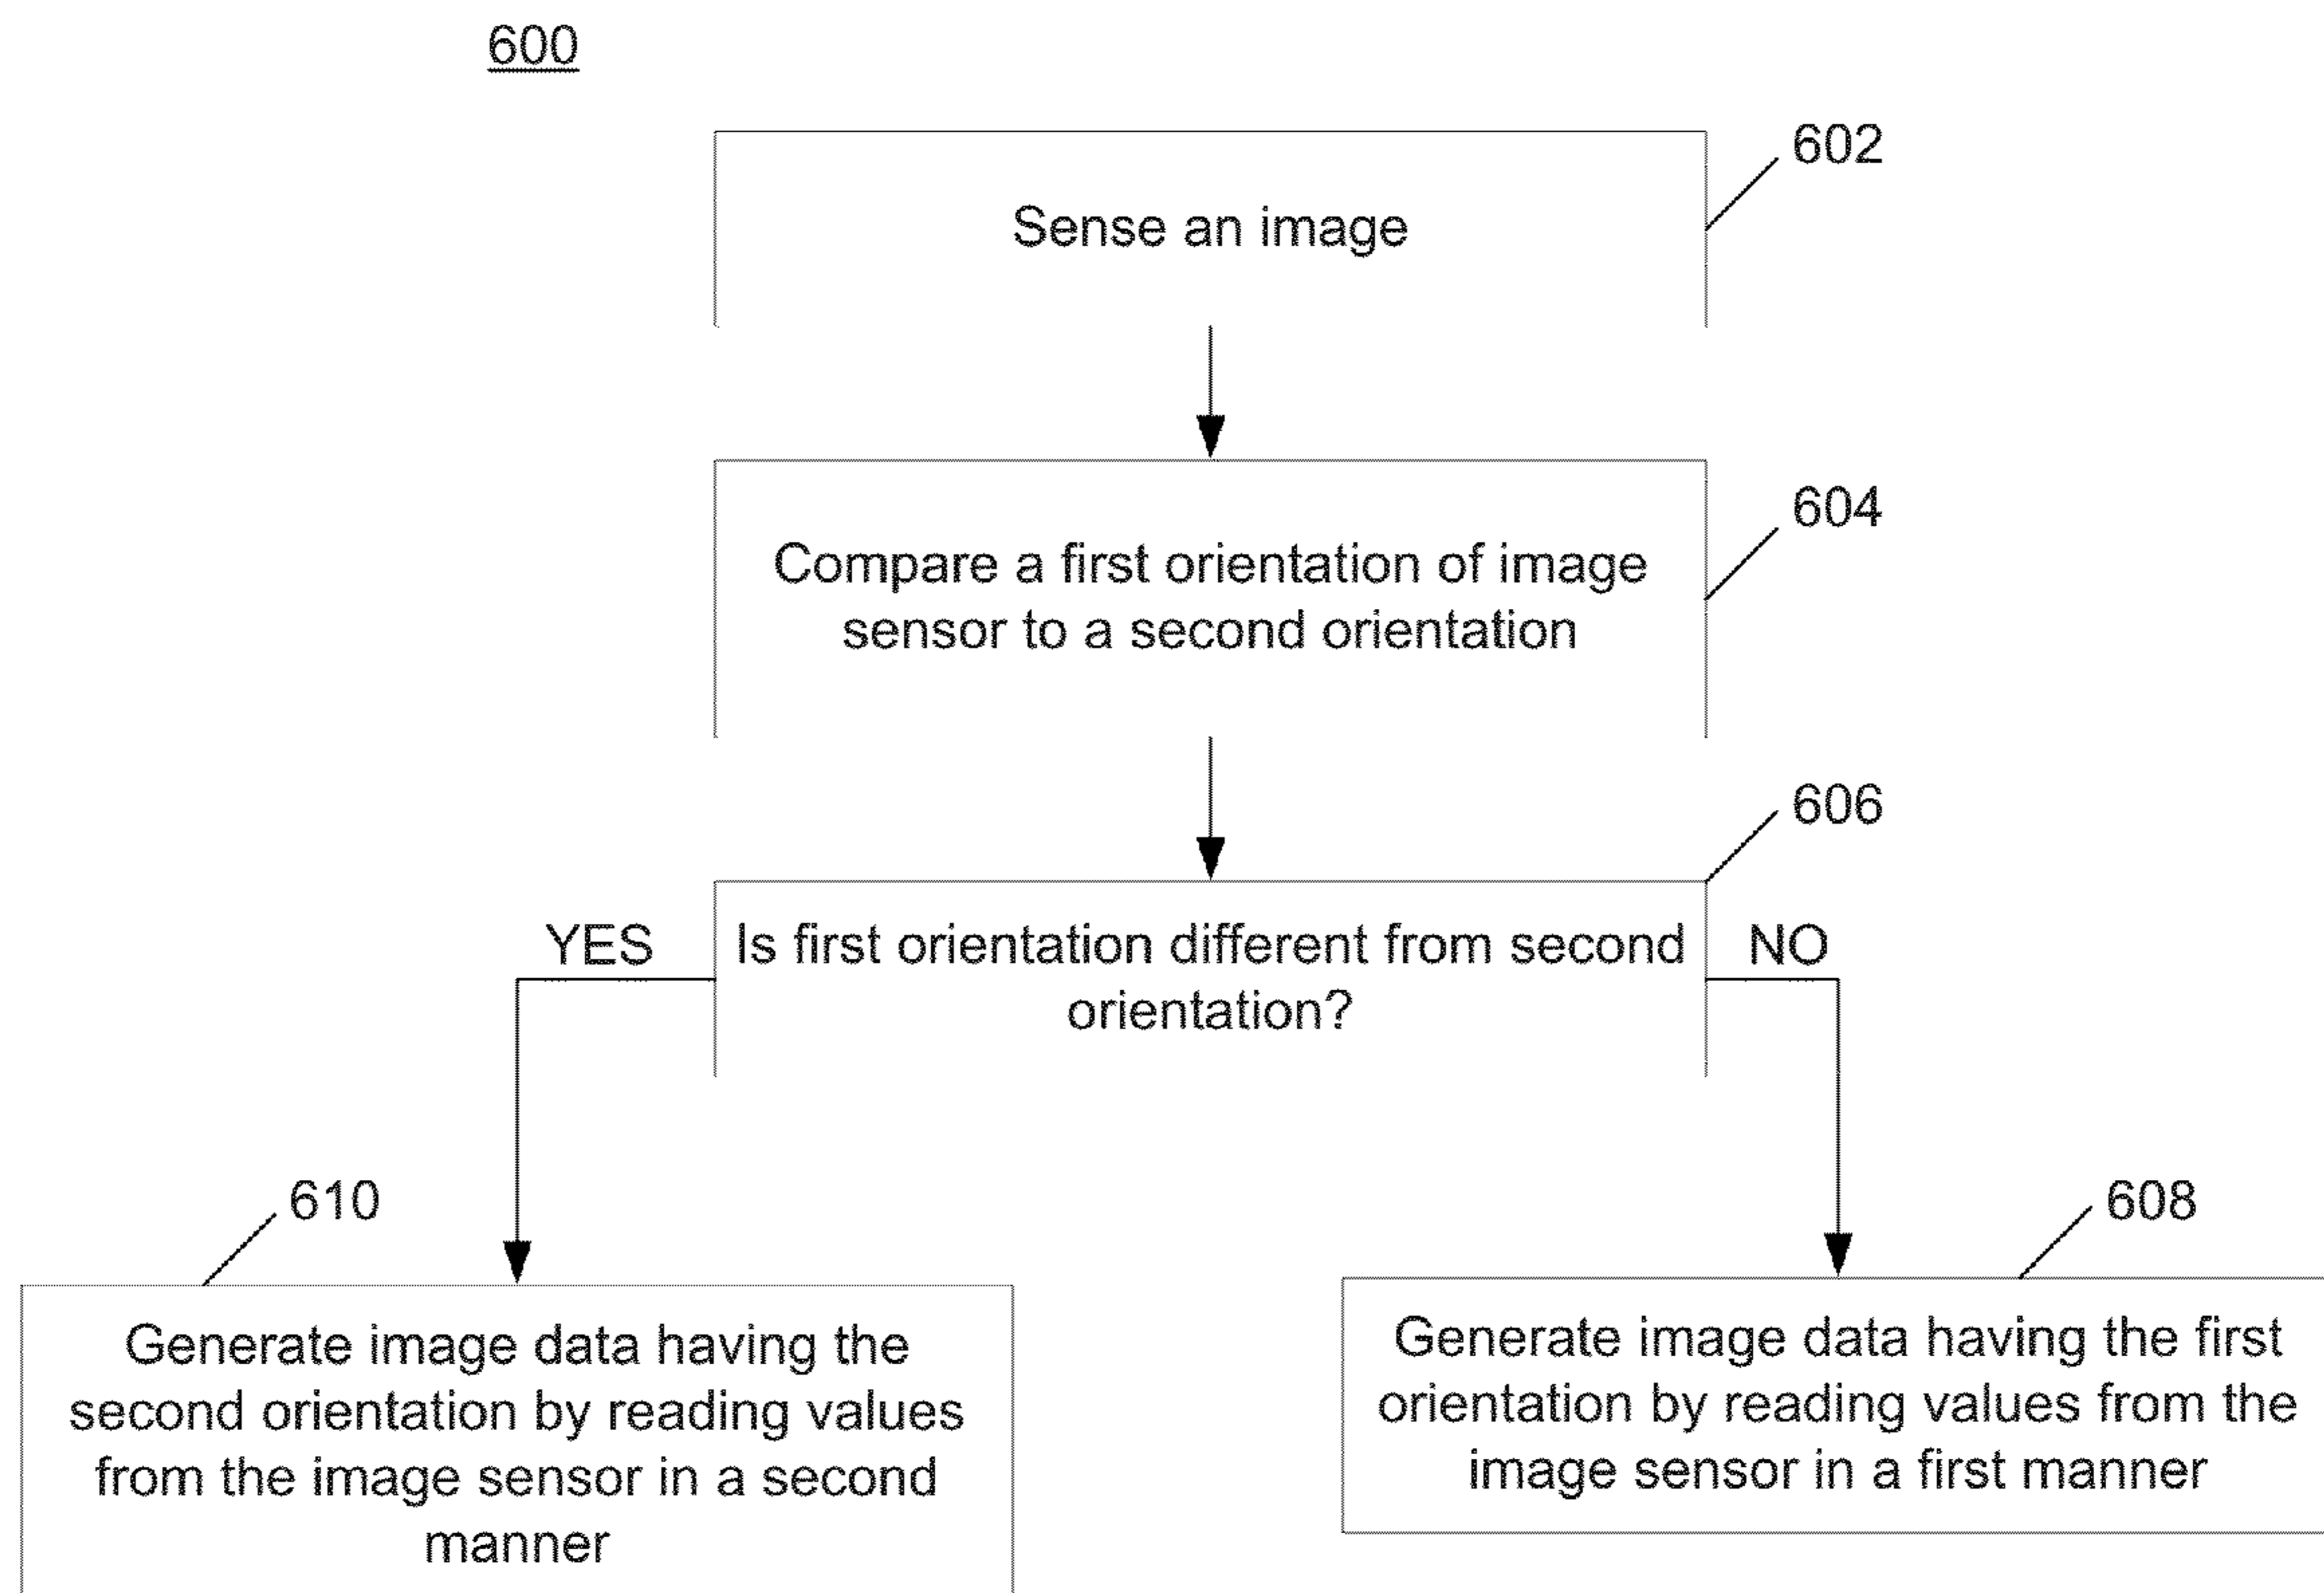 600
602
Sense an image
604
Compare a first orientation of image
sensor to a second orientation
606
YES
Is first orientation different from second
orientation?
NO
610
608
Generate image data having the
second orientation by reading values
from the image sensor in a second
manner
Generate image data having the first
orientation by reading values from the
image sensor in a first manner